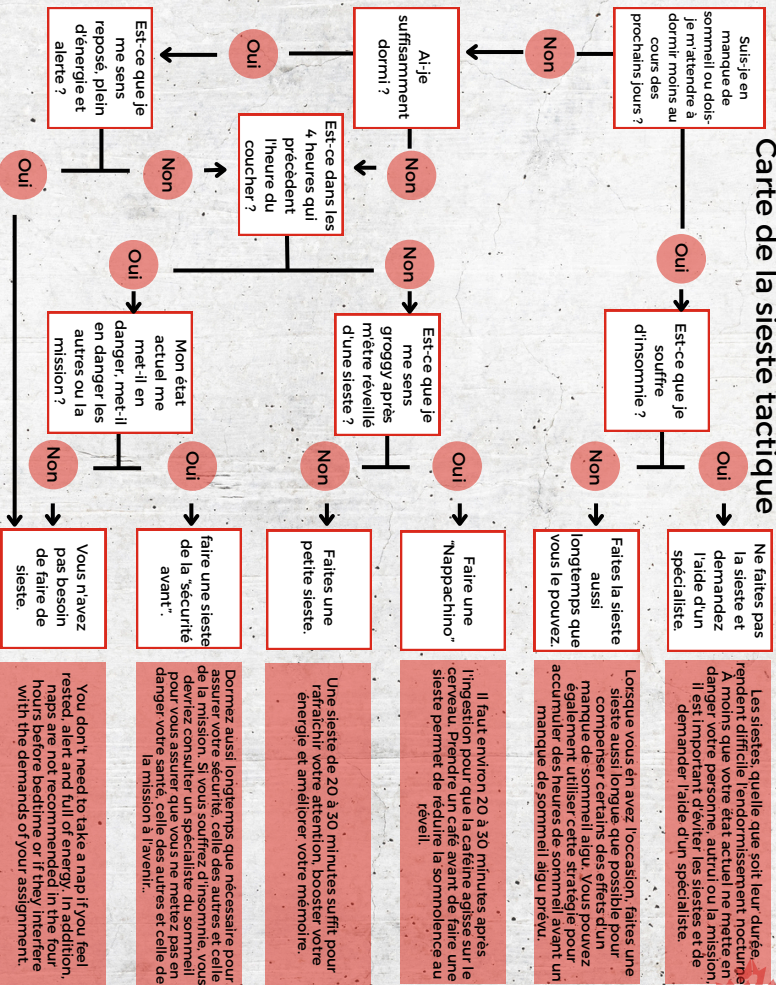 Carte de la sieste tactique
Suis-je en
manque de
sommeil ou dois-
je m'attendre à
dormir moins au
cours des
prochains jours ?
Non
Oui
Ai-je
suffisamment
dormi ?
Oui
Non
Est-ce que je
me sens
reposé, plein
d'énergie et
alerte ?
Non
Oui
Est-ce dans les
4 heures qui
précèdent
l'heure du
coucher ?
Non
Oui
Est-ce que je
souffre
d'insomnie ?
Oui
Non
Est-ce que je
me sens
groggy après
m'être réveillé
d'une sieste ?
Oui
Non
Mon état
actuel me
met-il en
danger, met-il
en danger les
autres ou la
mission ?
Oui
Non
Ne faites pas
la sieste et
demandez
l'aide d'un
spécialiste.
Les siestes, quelle que soit leur durée,
rendent difficile l'endormissement nocturne
À moins que votre état actuel ne mette en
danger votre personne, autrui ou la mission,
il est important d'éviter les siestes et de
demander l'aide d'un spécialiste.
Faites la sieste
aussi
longtemps que
vous le pouvez.
Lorsque vous en avez l'occasion, faites une
sieste aussi longue que possible pour
compenser certains des effets d'un
manque de sommeil aigu. Vous pouvez
également utiliser cette stratégie pour
accumuler des heures de sommeil avant un
manque de sommeil aigu prévu.
Faire une
"Nappachino"
Il faut environ 20 à 30 minutes après
l'ingestion pour que la caféine agisse sur le
cerveau. Prendre un café avant de faire une
sieste permet de réduire la somnolence au
réveil.
Faites une
petite sieste.
Une sieste de 20 à 30 minutes suffit pour
rafraîchir votre attention, booster votre
énergie et améliorer votre mémoire.
faire une sieste
de la "sécurité
avant".
Dormez aussi longtemps que nécessaire pour
assurer votre sécurité, celle des autres et celle
de la mission. Si vous souffrez d'insomnie, vous
devriez consulter un spécialiste du sommeil
pour vous assurer que vous ne mettez pas en
danger votre santé, celle des autres et celle de
la mission à l'avenir..
Vous n'avez
pas besoin
de faire de
sieste.
You don't need to take a nap if you feel
rested, alert and full of energy. In addition,
naps are not recommended in the four
hours before bedtime or if they interfere
with the demands of your assignment.